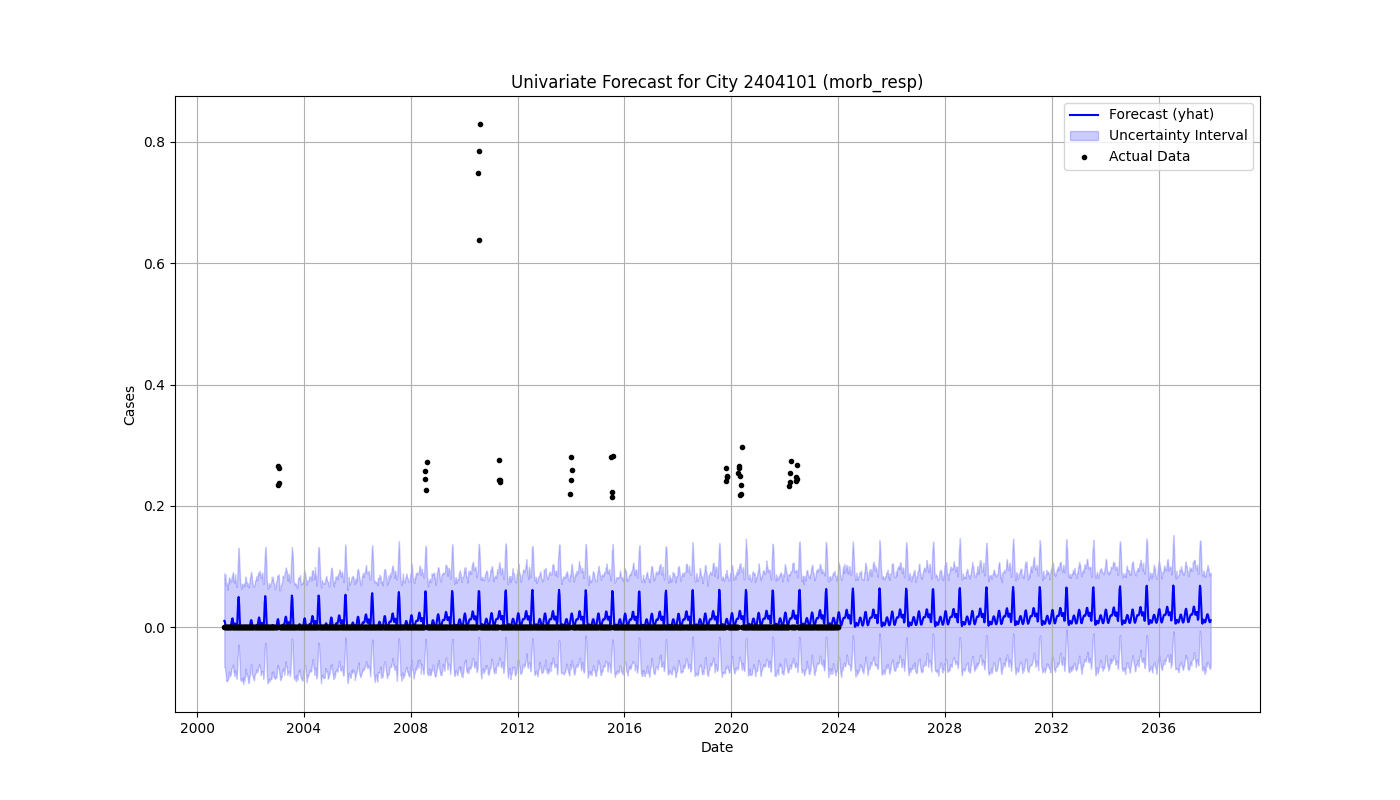 Univariate Forecast for City 2404101 (morb_resp)
Forecast (yhat)
Uncertainty Interval
Actual Data
Cases
0.8
0.6
0.4
0.2
0.0
2000 2004 2008 2012 2016 2020 2024 2028 2032 2036
Date